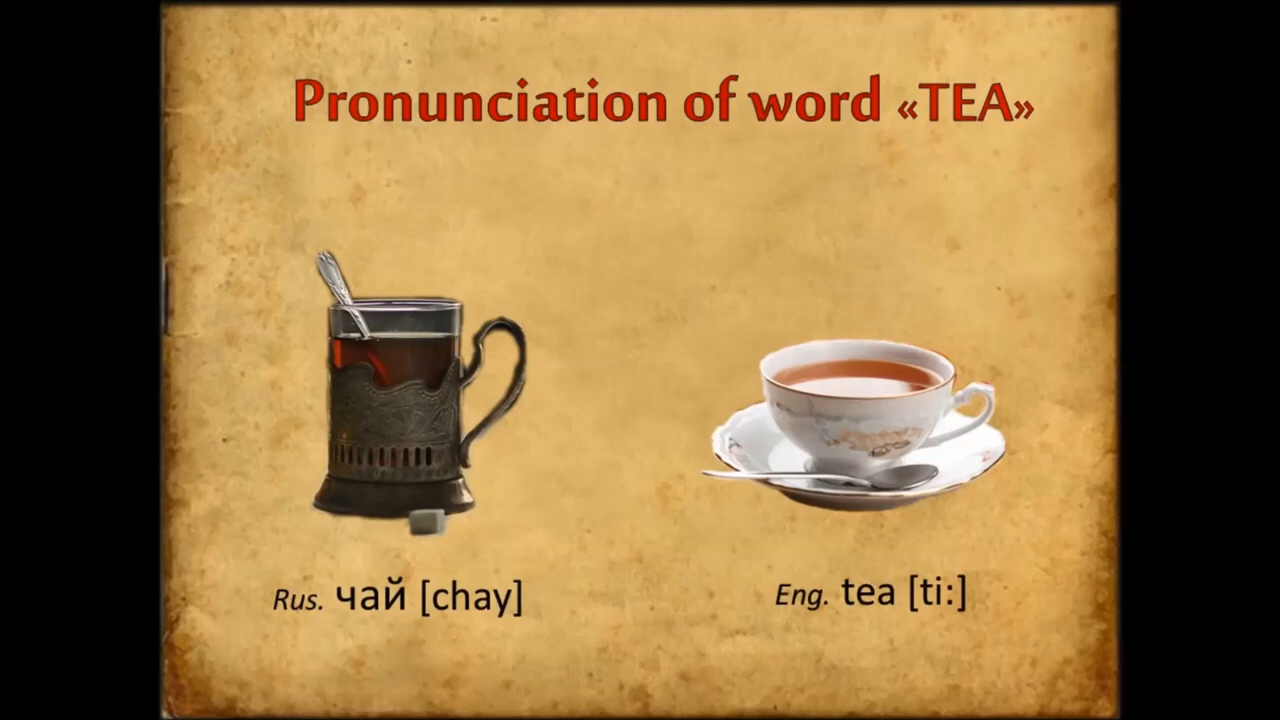 Pronunciation of word «TEA»
Rus. чай [chay]
Eng. tea [ti:]